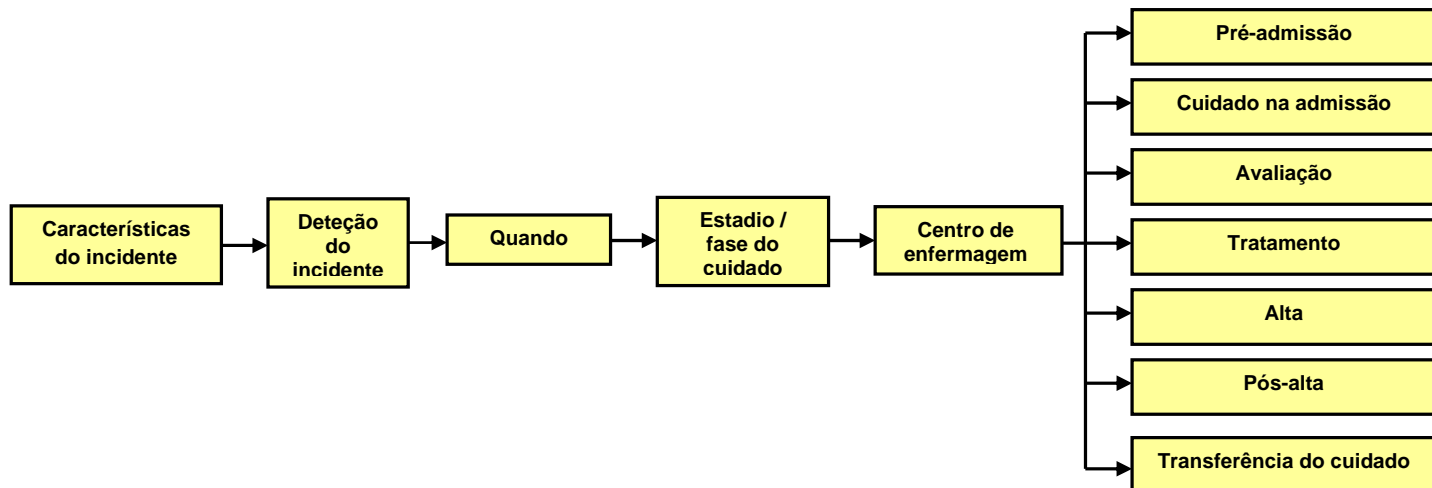 Características
do incidente
Deteção
do
incidente
Quando
Estadio /
fase do
cuidado
Centro de
enfermagem
Pré-admissão
Cuidado na admissão
Avaliação
Tratamento
Alta
Pós-alta
Transferência do cuidado